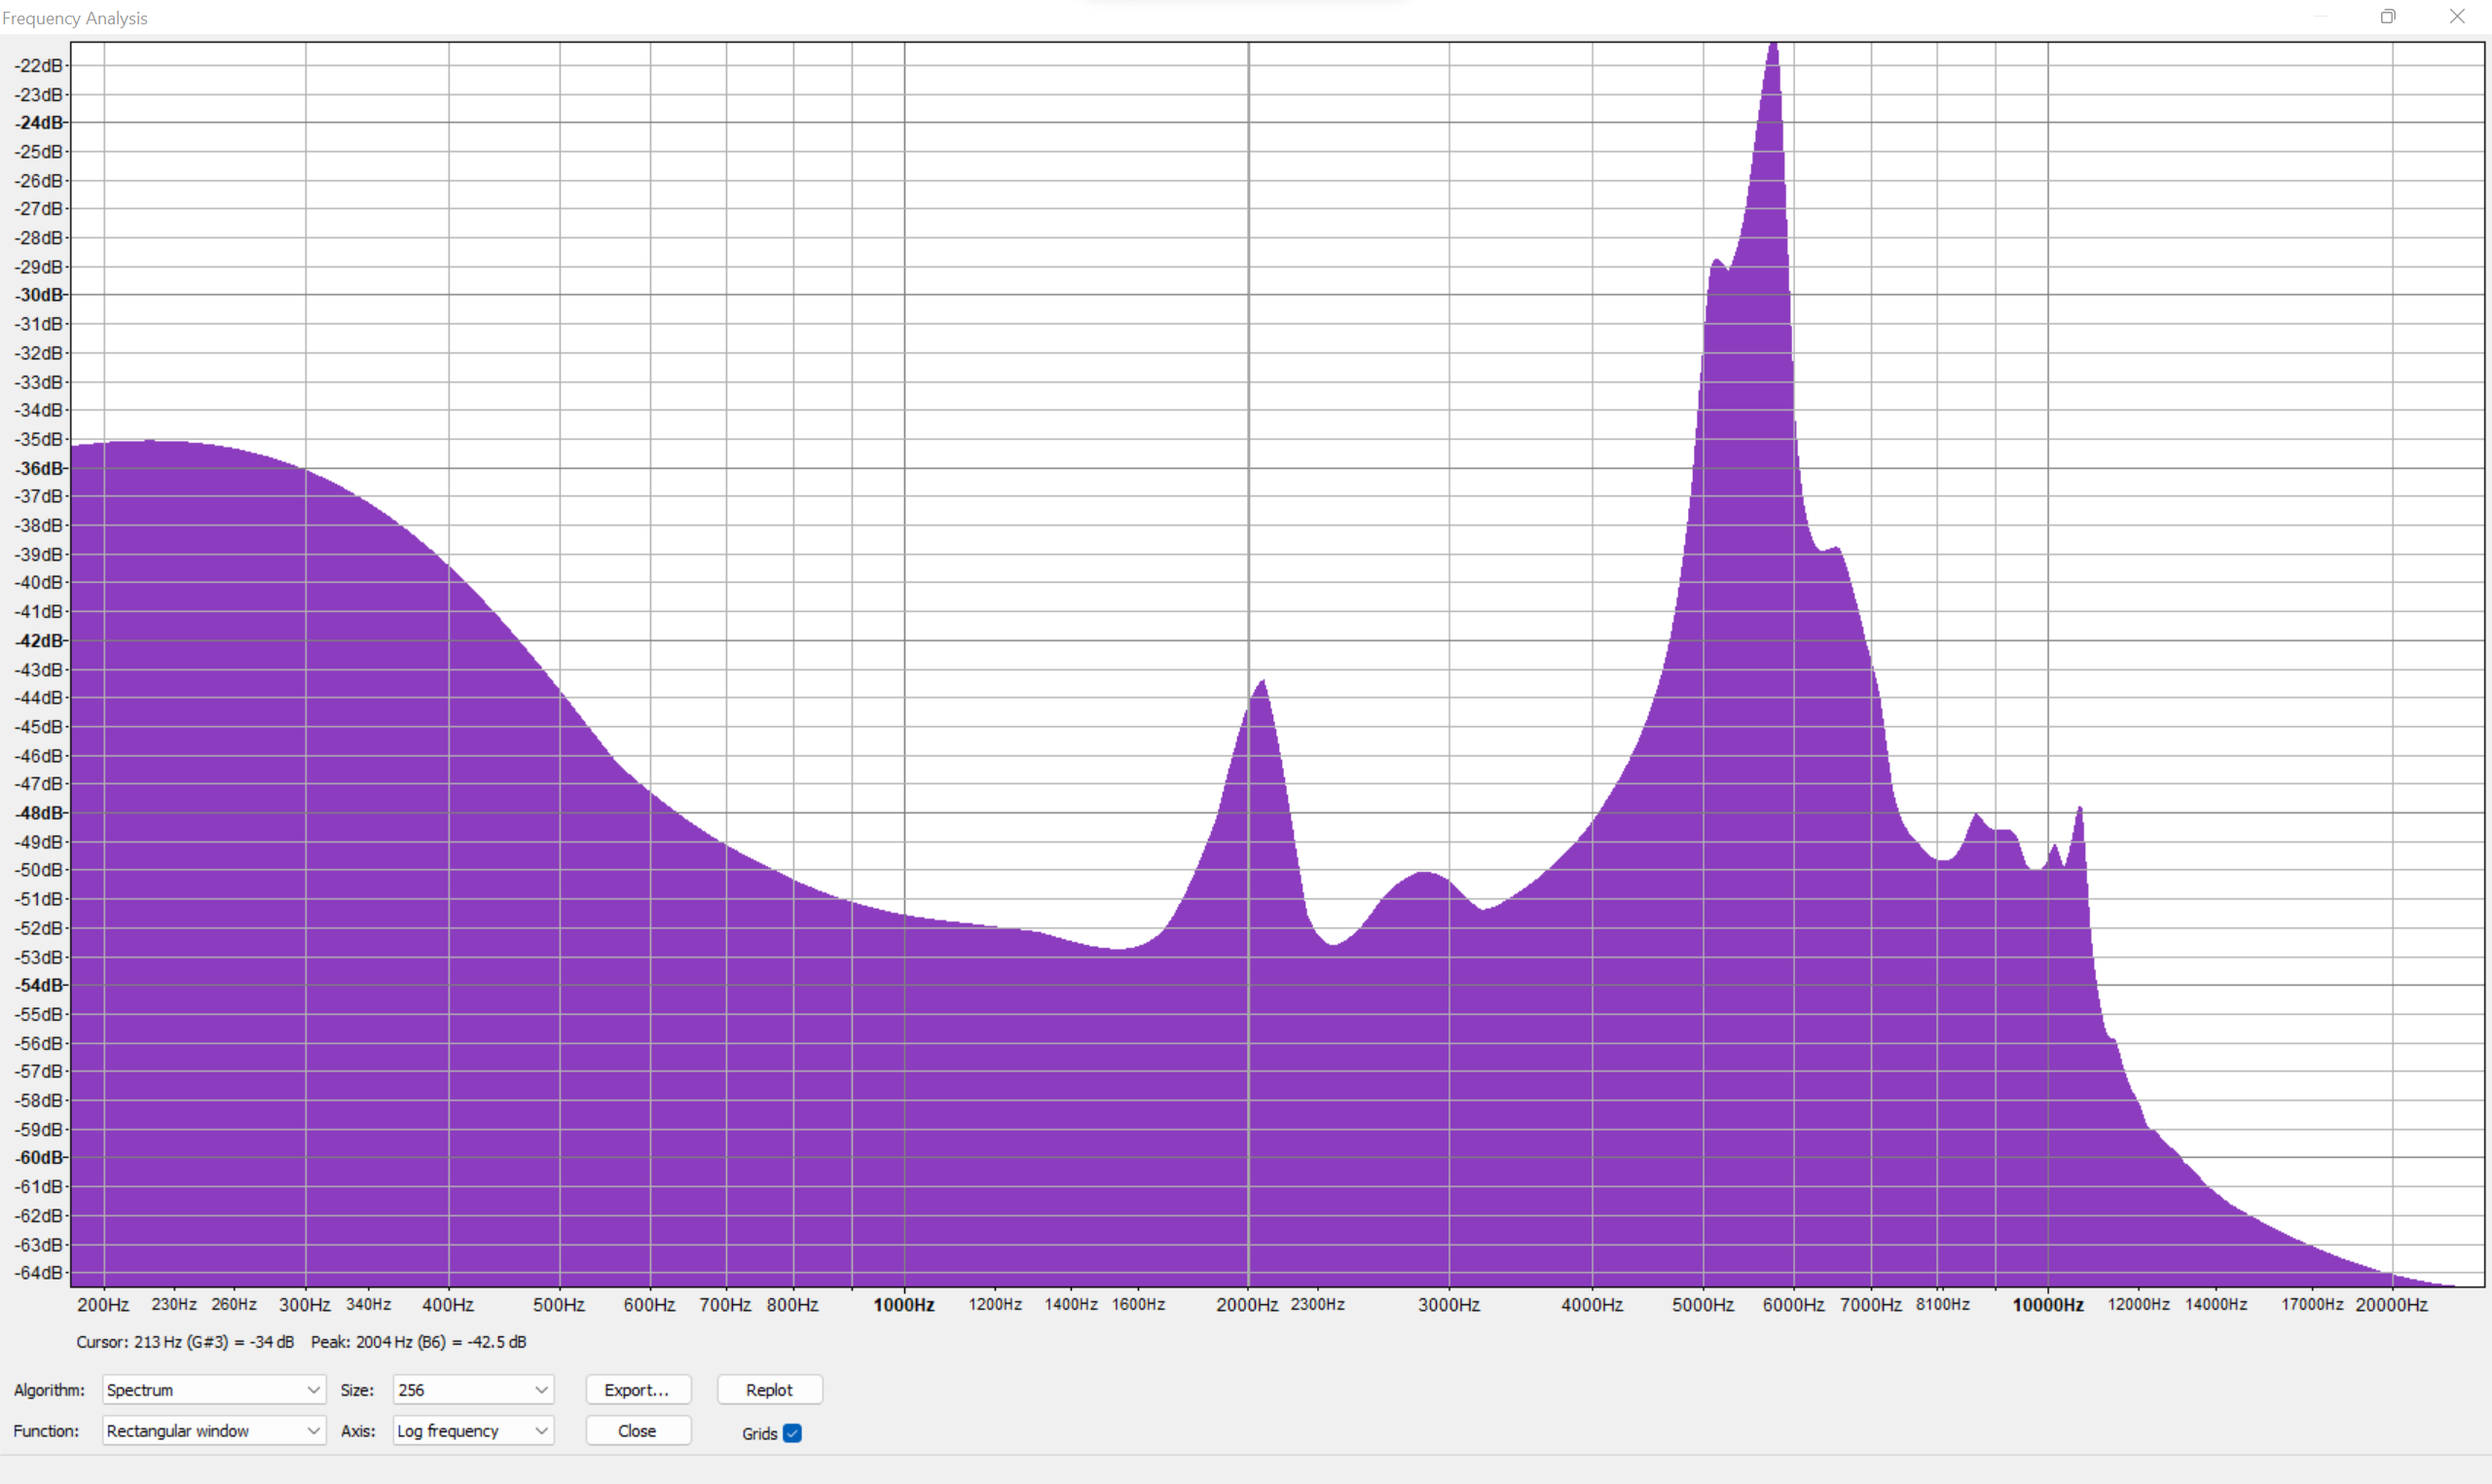 Frequency Analysis
-22dB
-23dB
-24dB
-25dB
-26dB
-27dB
-28dB
-29dB
-30dB
-31dB
-32dB
-33dB
-34dB
-35dB
-36dB
-37dB
-38dB
-39dB
-40dB
-41dB
-42dB
-43dB
-44dB
-45dB
-46dB
-47dB
-48dB
-49dB
-50dB
-51dB
-52dB
-53dB
-54dB
-55dB
-56dB
-57dB
-58dB
-59dB
-60dB
-61dB
-62dB
-63dB
-64dB
200Hz 230Hz 260Hz 300Hz 340Hz 400Hz 500Hz 600Hz 700Hz 800Hz 1000Hz 1200Hz 1400Hz 1600Hz 2000Hz 2300Hz 3000Hz 4000Hz 5000Hz 6000Hz 7000Hz 8100Hz 10000Hz 12000Hz 14000Hz 17000Hz 20000Hz
Cursor: 213 Hz (G#3) = -34 dB Peak: 2004 Hz (B6) = -42.5 dB
Algorithm: Spectrum Size: 256 Export... Replot
Function: Rectangular window Axis: Log frequency Close Grids